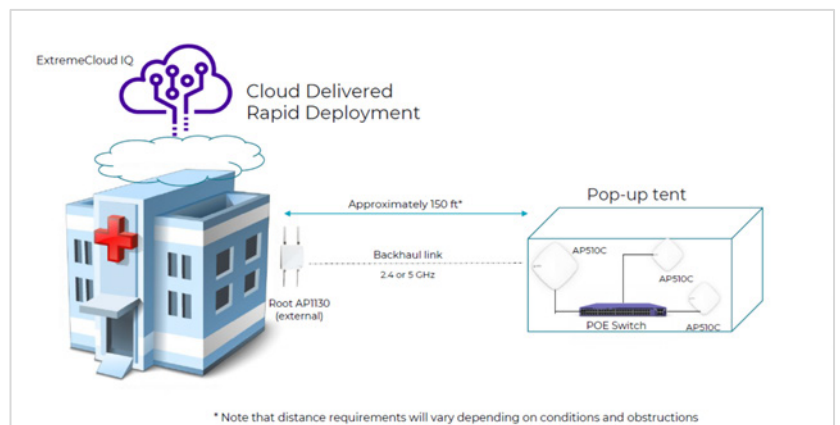 ExtremeCloud IQ
Cloud Delivered
Rapid Deployment
Approximately 150 ft*
Pop-up tent
Backhaul link
2.4 or 5 GHz
Root AP1130
(external)
AP510C
AP510C
AP510C
POE Switch
* Note that distance requirements will vary depending on conditions and obstructions